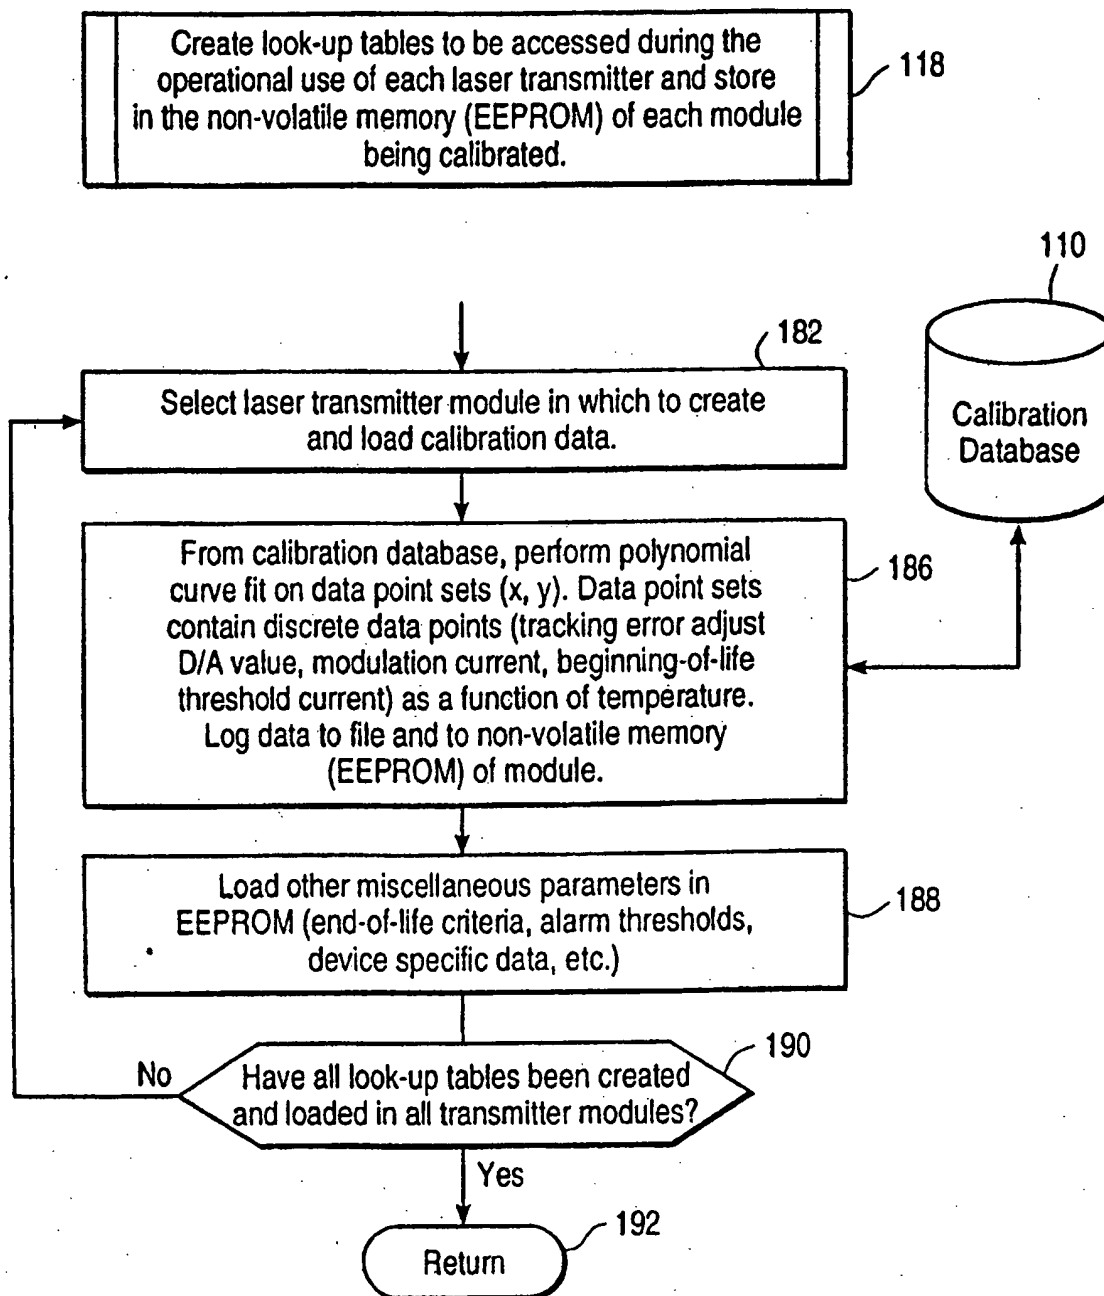 Create look-up tables to be accessed during the
operational use of each laser transmitter and store
in the non-volatile memory (EEPROM) of each module
being calibrated.
118
110
Calibration
Database
182
Select laser transmitter module in which to create
and load calibration data.
From calibration database, perform polynomial
curve fit on data point sets (x, y). Data point sets
contain discrete data points (tracking error adjust
D/A value, modulation current, beginning-of-life
threshold current) as a function of temperature.
Log data to file and to non-volatile memory
(EEPROM) of module.
186
Load other miscellaneous parameters in
EEPROM (end-of-life criteria, alarm thresholds,
device specific data, etc.)
188
190
No
Have all look-up tables been created
and loaded in all transmitter modules?
Yes
192
Return